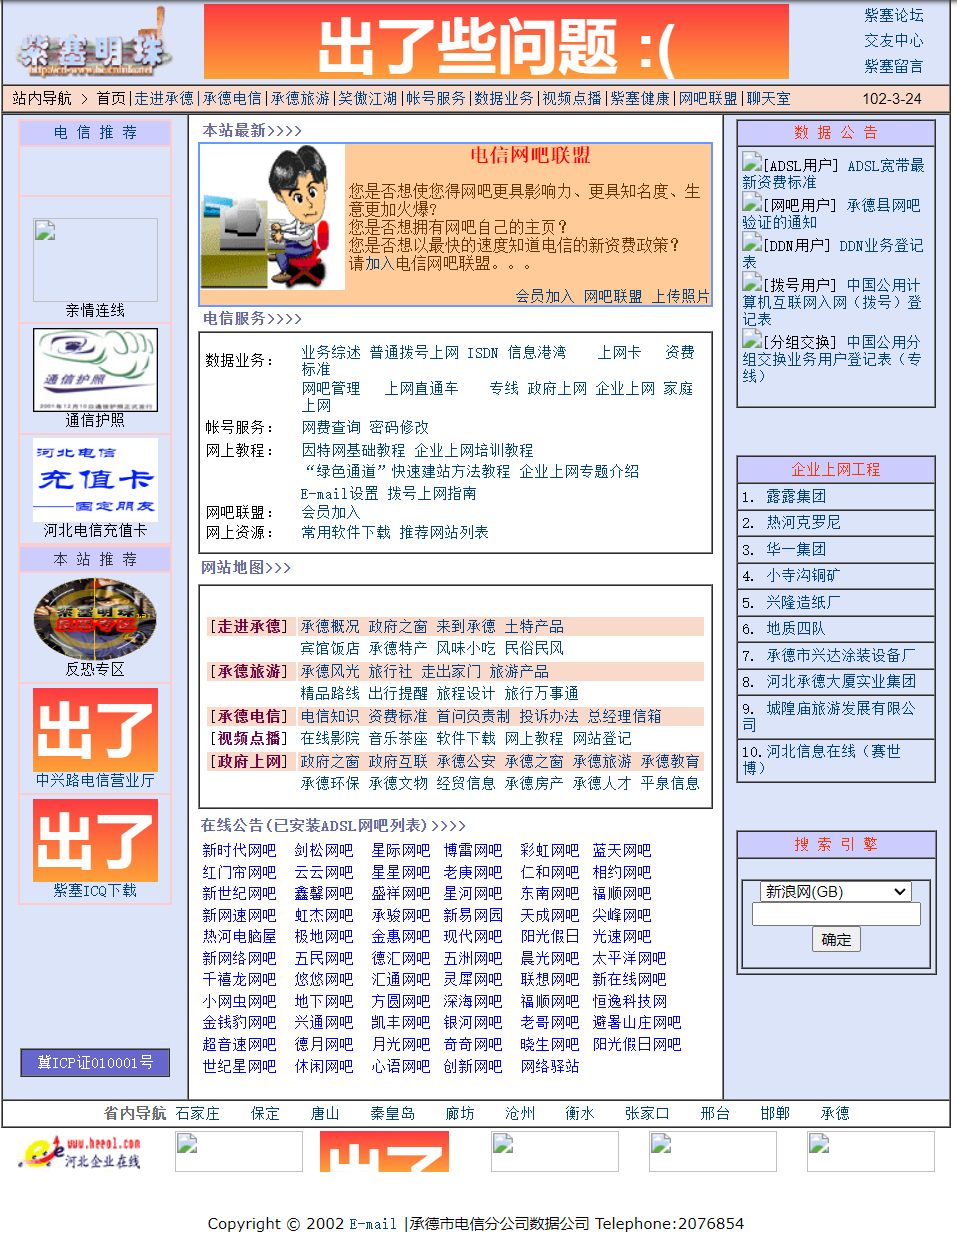 紫塞明珠
出了些问题 :(
紫塞论坛
交友中心
紫塞留言
站内导航 > 首页|走进承德|承德电信|承德旅游|笑傲江湖|帐号服务|数据业务|视频点播|紫塞健康|网吧联盟|聊天室
102-3-24
电 信 推 荐
亲情连线
通信护照
通信护照
河北电信
充值卡
——固定朋友
河北电信充值卡
本 站 推 荐
紫塞明珠
反恐专区
反恐专区
出了
中兴路电信营业厅
出了
紫塞ICQ下载
冀ICP证010001号
本站最新>>>>
电信网吧联盟
您是否想使您得网吧更具影响力、更具知名度、生
意更加火爆?
您是否想拥有网吧自己的主页？
您是否想以最快的速度知道电信的新资费政策？
请加入电信网吧联盟。。。
会员加入 网吧联盟 上传照片
电信服务>>>>
数据业务： 业务综述 普通拨号上网 ISDN 信息港湾 上网卡 资费
标准
网吧管理 上网直通车 专线 政府上网 企业上网 家庭
上网
帐号服务： 网费查询 密码修改
网上教程： 因特网基础教程 企业上网培训教程
“绿色通道”快速建站方法教程 企业上网专题介绍
E-mail设置 拨号上网指南
网吧联盟： 会员加入
网上资源： 常用软件下载 推荐网站列表
网站地图>>>
[走进承德] 承德概况 政府之窗 来到承德 土特产品
宾馆饭店 承德特产 风味小吃 民俗民风
[承德旅游] 承德风光 旅行社 走出家门 旅游产品
精品路线 出行提醒 旅程设计 旅行万事通
[承德电信] 电信知识 资费标准 首问负责制 投诉办法 总经理信箱
[视频点播] 在线影院 音乐茶座 软件下载 网上教程 网站登记
[政府上网] 政府之窗 政府互联 承德公安 承德之窗 承德旅游 承德教育
承德环保 承德文物 经贸信息 承德房产 承德人才 平泉信息
在线公告(已安装ADSL网吧列表)>>>>
新时代网吧 剑松网吧 星际网吧 博雷网吧 彩虹网吧 蓝天网吧
红门帘网吧 云云网吧 星星网吧 老庚网吧 仁和网吧 相约网吧
新世纪网吧 鑫馨网吧 盛祥网吧 星河网吧 东南网吧 福顺网吧
新网速网吧 虹杰网吧 承骏网吧 新易网园 天成网吧 尖峰网吧
热河电脑屋 极地网吧 金惠网吧 现代网吧 阳光假日 光速网吧
新网络网吧 五民网吧 德汇网吧 五洲网吧 晨光网吧 太平洋网吧
千禧龙网吧 悠悠网吧 汇通网吧 灵犀网吧 联想网吧 新在线网吧
小网虫网吧 地下网吧 方圆网吧 深海网吧 福顺网吧 恒逸科技网
金钱豹网吧 兴通网吧 凯丰网吧 银河网吧 老哥网吧 避暑山庄网吧
超音速网吧 德月网吧 月光网吧 奇奇网吧 晓生网吧 阳光假日网吧
世纪星网吧 休闲网吧 心语网吧 创新网吧 网络驿站
数 据 公 告
[ADSL用户] ADSL宽带最
新资费标准
[网吧用户] 承德县网吧
验证的通知
[DDN用户] DDN业务登记
表
[拨号用户] 中国公用计
算机互联网入网（拨号）登
记表
[分组交换] 中国公用分
组交换业务用户登记表（专
线）
企业上网工程
1. 露露集团
2. 热河克罗尼
3. 华一集团
4. 小寺沟铜矿
5. 兴隆造纸厂
6. 地质四队
7. 承德市兴达涂装设备厂
8. 河北承德大厦实业集团
9. 城隍庙旅游发展有限公
司
10.河北信息在线（赛世
博）
搜 索 引 擎
新浪网(GB)
确定
省内导航 石家庄 保定 唐山 秦皇岛 廊坊 沧州 衡水 张家口 邢台 邯郸 承德
www.heeol.com
河北企业在线
出了
Copyright © 2002 E-mail |承德市电信分公司数据公司 Telephone:2076854